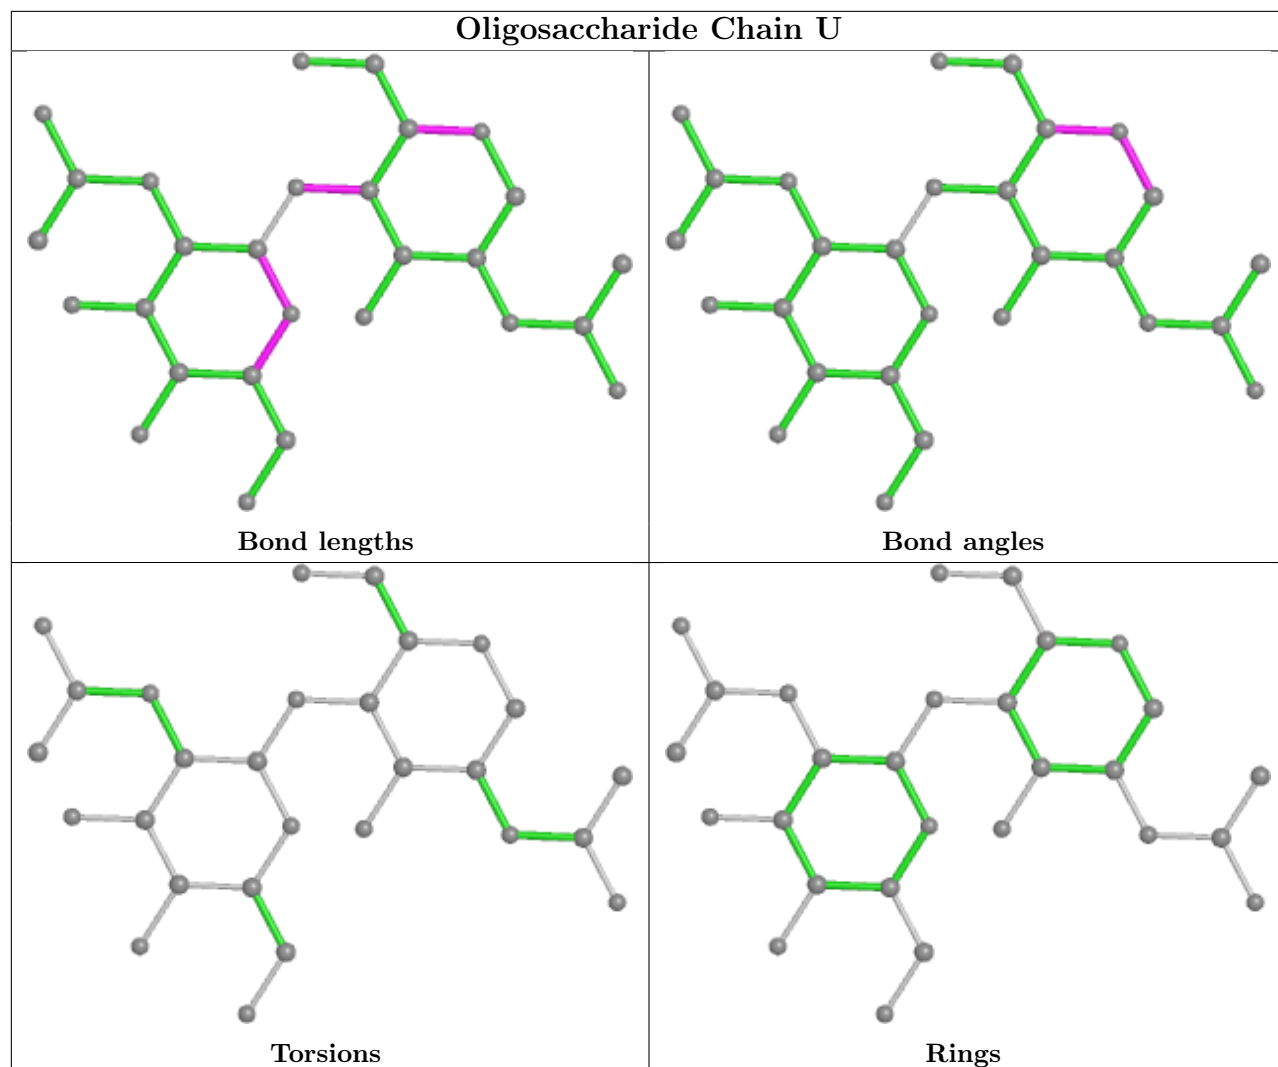 Oligosaccharide Chain U
Bond lengths
Bond angles
Torsions
Rings